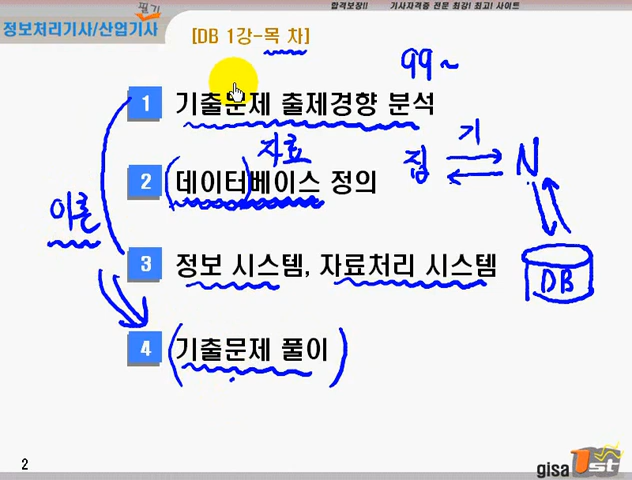 합격보장!! 기사자격증 전문 최강! 최고! 사이트
필기
정보처리기사/산업기사
[DB 1강-목 차]
99~
1 기출문제 출제경향 분석
자료
기
집
N
2 데이터베이스 정의
이론
3 정보 시스템, 자료처리 시스템
DB
4 기출문제 풀이
2
gisa 1st